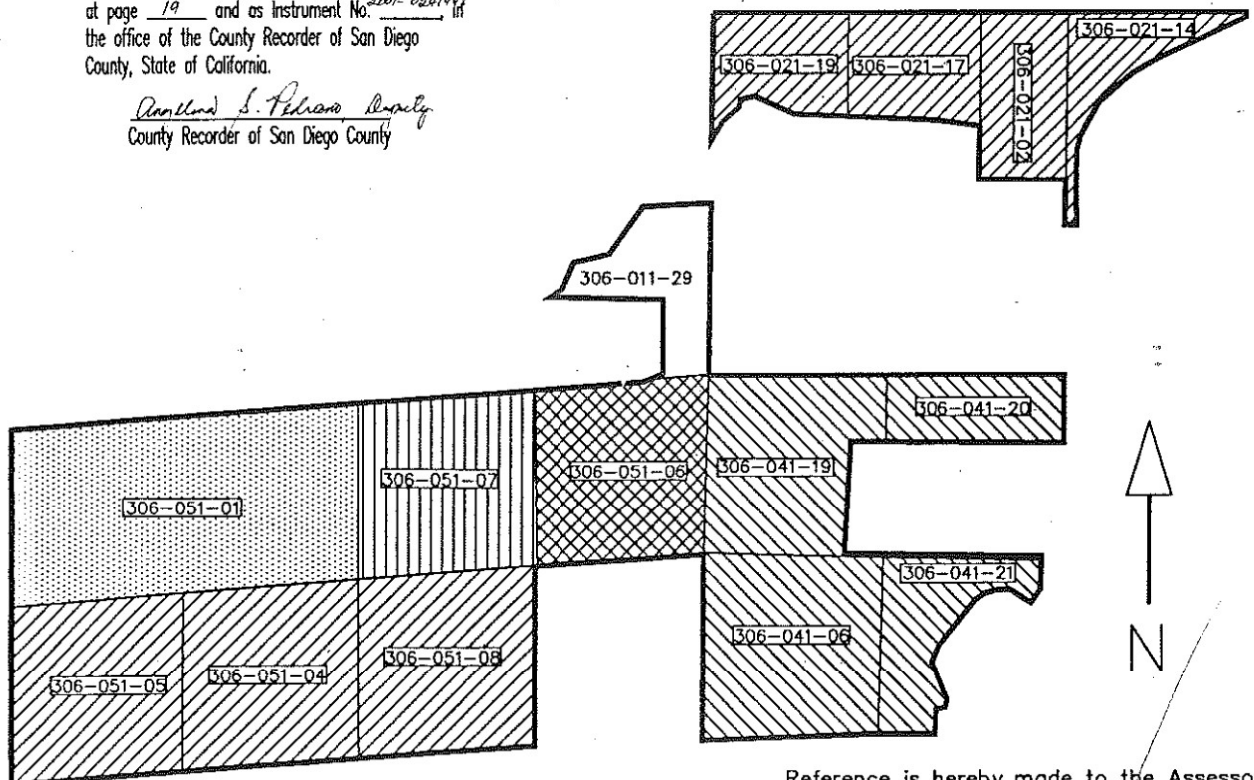 at page 19 and as Instrument No. in
the office of the County Recorder of San Diego
County, State of California.
S. Pedrano, Deputy
County Recorder of San Diego County
306-021-14
306-021-19
306-021-17
306-021-02
306-011-29
306-041-20
306-051-07
306-051-06
306-041-19
306-051-01
306-041-21
306-041-06
306-051-08
306-051-04
306-051-05
N
Reference is hereby made to the Assesso